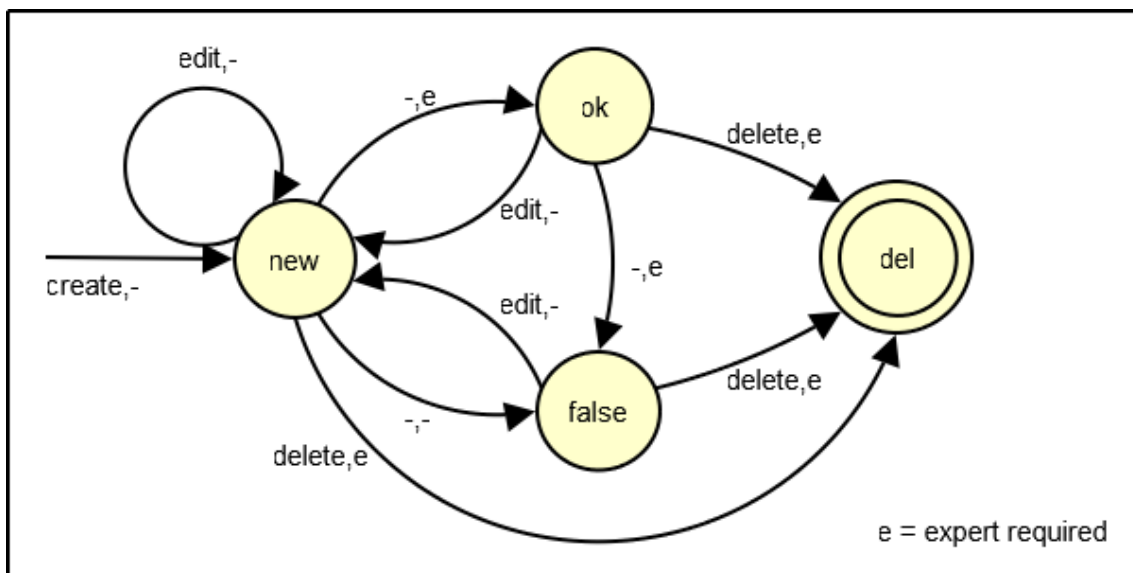 edit,-
-,e
ok
delete,e
edit,-
new
create,-
-,e
del
edit,-
false
-,-
delete,e
delete,e
e = expert required